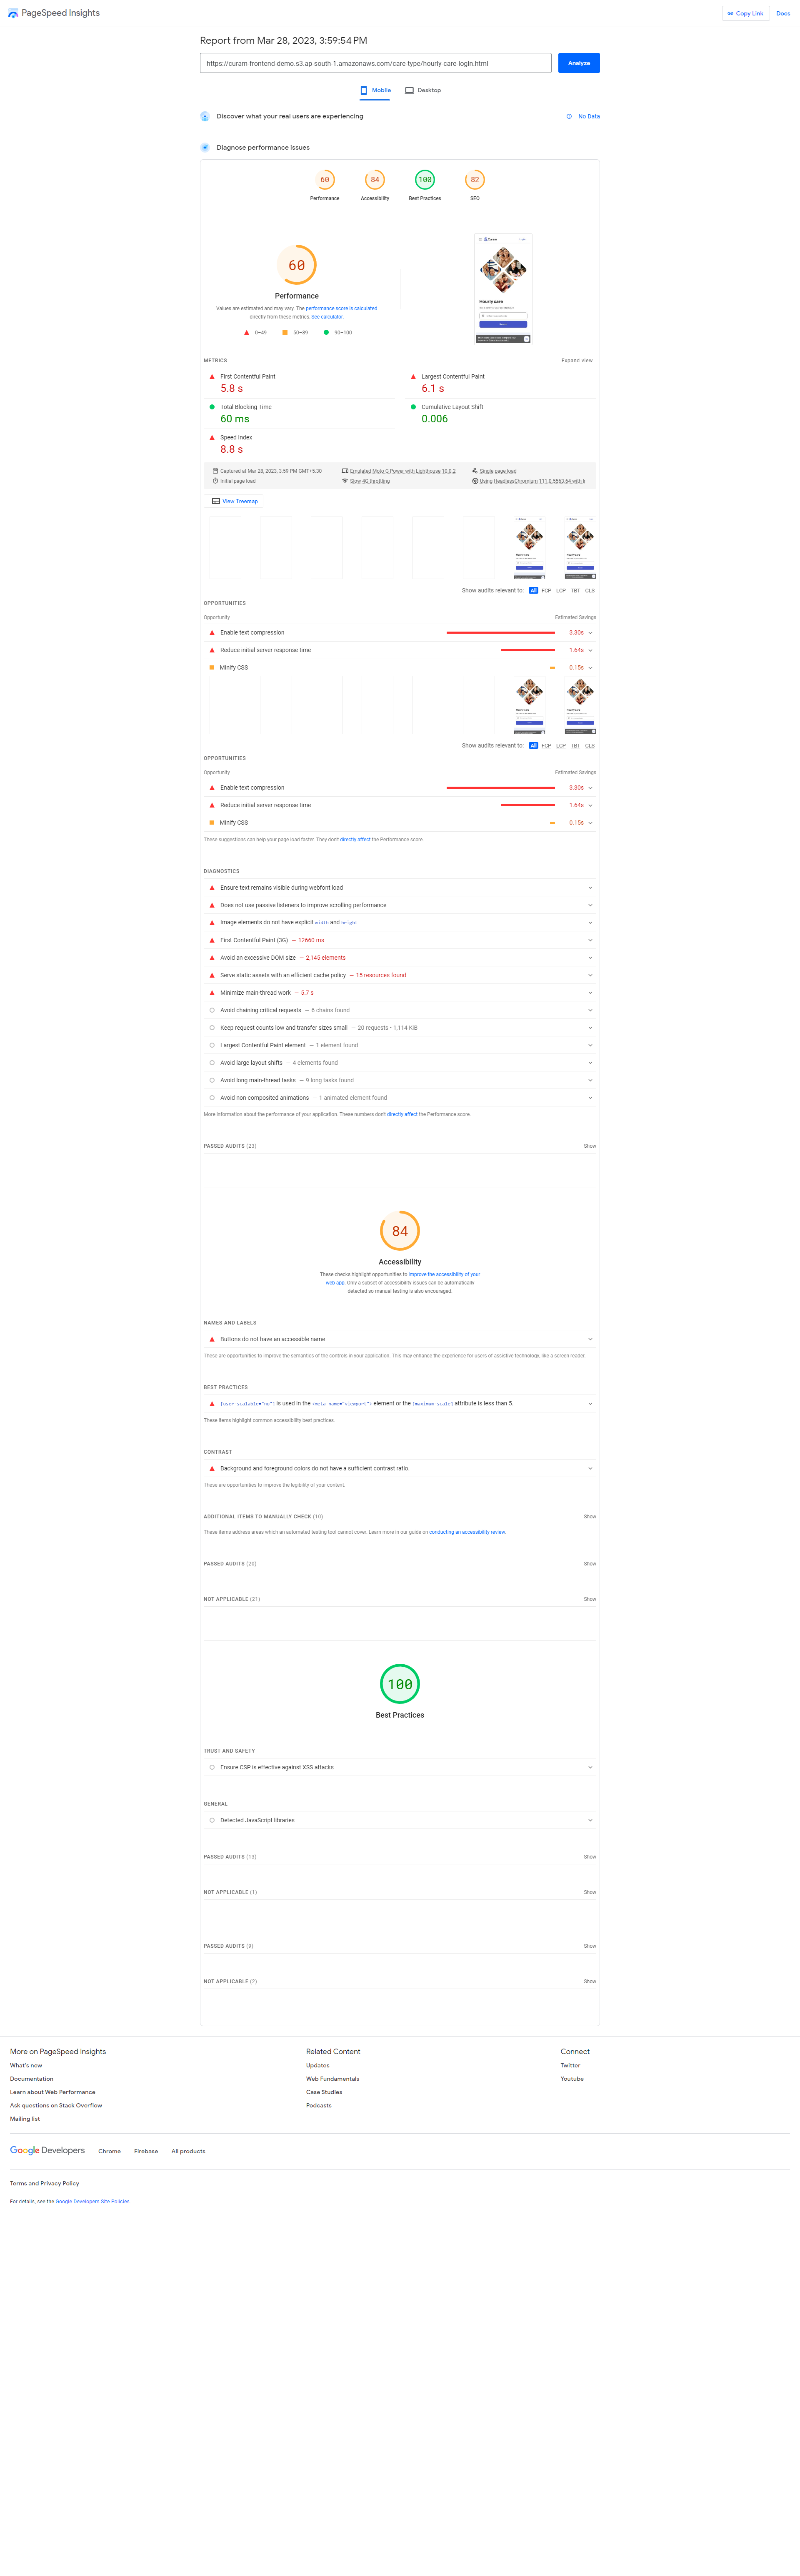 PageSpeed Insights
Copy Link
Docs
Report from Mar 28, 2023, 3:59:54 PM
https://curam-frontend-demo.s3.ap-south-1.amazonaws.com/care-type/hourly-care-login.html
Analyze
Mobile
Desktop
Discover what your real users are experiencing
No Data
Diagnose performance issues
60
84
100
82
Performance
Accessibility
Best Practices
SEO
60
Performance
Values are estimated and may vary. The performance score is calculated
directly from these metrics. See calculator.
0–49
50–89
90–100
Hourly care
METRICS
Expand view
First Contentful Paint
5.8 s
Largest Contentful Paint
6.1 s
Total Blocking Time
60 ms
Cumulative Layout Shift
0.006
Speed Index
8.8 s
Captured at Mar 28, 2023, 3:59 PM GMT+5:30
Emulated Moto G Power with Lighthouse 10.0.2
Single page load
Initial page load
Slow 4G throttling
Using HeadlessChromium 111.0.5563.64 with lr
View Treemap
Show audits relevant to: All FCP LCP TBT CLS
OPPORTUNITIES
Opportunity
Estimated Savings
Enable text compression
3.30s
Reduce initial server response time
1.64s
Minify CSS
0.15s
Show audits relevant to: All FCP LCP TBT CLS
OPPORTUNITIES
Opportunity
Estimated Savings
Enable text compression
3.30s
Reduce initial server response time
1.64s
Minify CSS
0.15s
These suggestions can help your page load faster. They don't directly affect the Performance score.
DIAGNOSTICS
Ensure text remains visible during webfont load
Does not use passive listeners to improve scrolling performance
Image elements do not have explicit width and height
First Contentful Paint (3G) — 12660 ms
Avoid an excessive DOM size — 2,145 elements
Serve static assets with an efficient cache policy — 15 resources found
Minimize main-thread work — 5.7 s
Avoid chaining critical requests — 6 chains found
Keep request counts low and transfer sizes small — 20 requests • 1,114 KiB
Largest Contentful Paint element — 1 element found
Avoid large layout shifts — 4 elements found
Avoid long main-thread tasks — 9 long tasks found
Avoid non-composited animations — 1 animated element found
More information about the performance of your application. These numbers don't directly affect the Performance score.
PASSED AUDITS (23)
Show
84
Accessibility
These checks highlight opportunities to improve the accessibility of your
web app. Only a subset of accessibility issues can be automatically
detected so manual testing is also encouraged.
NAMES AND LABELS
Buttons do not have an accessible name
These are opportunities to improve the semantics of the controls in your application. This may enhance the experience for users of assistive technology, like a screen reader.
BEST PRACTICES
[user-scalable="no"] is used in the <meta name="viewport"> element or the [maximum-scale] attribute is less than 5.
These items highlight common accessibility best practices.
CONTRAST
Background and foreground colors do not have a sufficient contrast ratio.
These are opportunities to improve the legibility of your content.
ADDITIONAL ITEMS TO MANUALLY CHECK (10)
Show
These items address areas which an automated testing tool cannot cover. Learn more in our guide on conducting an accessibility review.
PASSED AUDITS (20)
Show
NOT APPLICABLE (21)
Show
100
Best Practices
TRUST AND SAFETY
Ensure CSP is effective against XSS attacks
GENERAL
Detected JavaScript libraries
PASSED AUDITS (13)
Show
NOT APPLICABLE (1)
Show
PASSED AUDITS (9)
Show
NOT APPLICABLE (2)
Show
More on PageSpeed Insights
What's new
Documentation
Learn about Web Performance
Ask questions on Stack Overflow
Mailing list
Related Content
Updates
Web Fundamentals
Case Studies
Podcasts
Connect
Twitter
Youtube
Google Developers
Chrome
Firebase
All products
Terms and Privacy Policy
For details, see the Google Developers Site Policies.